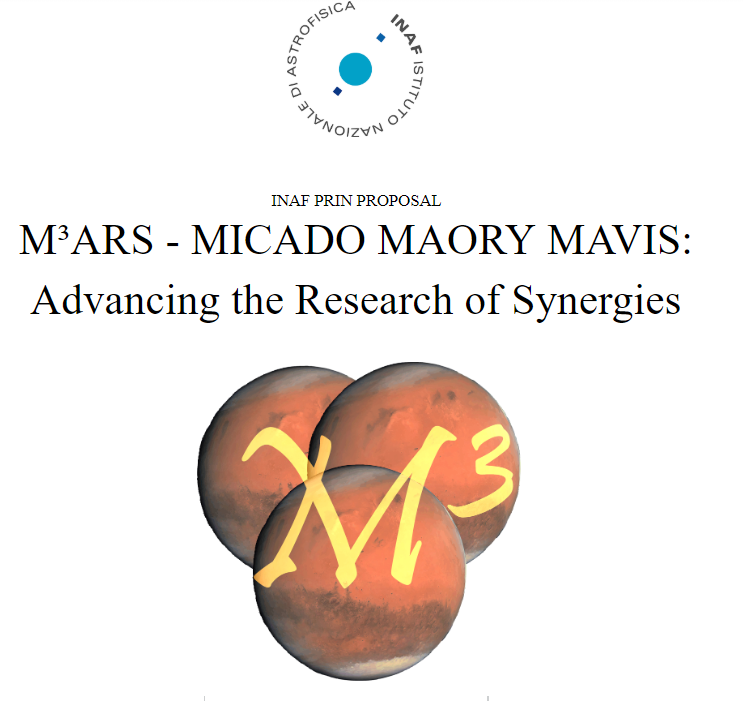 INAF ISTITUTO NAZIONALE DI ASTROFISICA
INAF PRIN PROPOSAL
M³ARS - MICADO MAORY MAVIS:
Advancing the Research of Synergies
M³